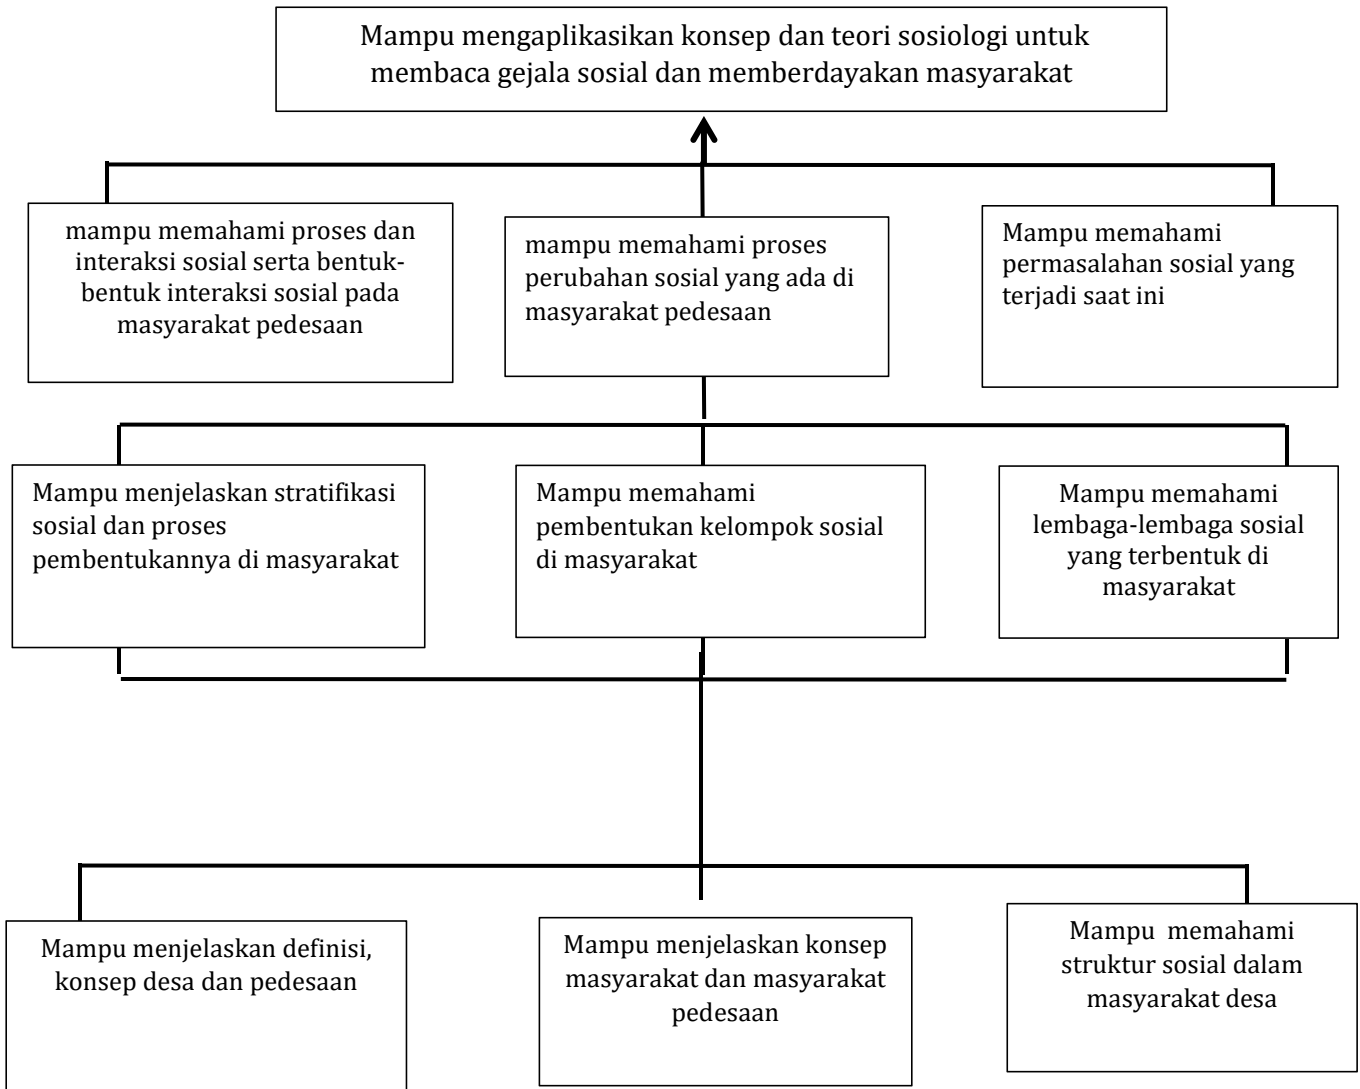 Mampu mengaplikasikan konsep dan teori sosiologi untuk
membaca gejala sosial dan memberdayakan masyarakat
mampu memahami proses dan
interaksi sosial serta bentuk-
bentuk interaksi sosial pada
masyarakat pedesaan
mampu memahami proses
perubahan sosial yang ada di
masyarakat pedesaan
Mampu memahami
permasalahan sosial yang
terjadi saat ini
Mampu menjelaskan stratifikasi
sosial dan proses
pembentukannya di masyarakat
Mampu memahami
pembentukan kelompok sosial
di masyarakat
Mampu memahami
lembaga-lembaga sosial
yang terbentuk di
masyarakat
Mampu menjelaskan definisi,
konsep desa dan pedesaan
Mampu menjelaskan konsep
masyarakat dan masyarakat
pedesaan
Mampu  memahami
struktur sosial dalam
masyarakat desa